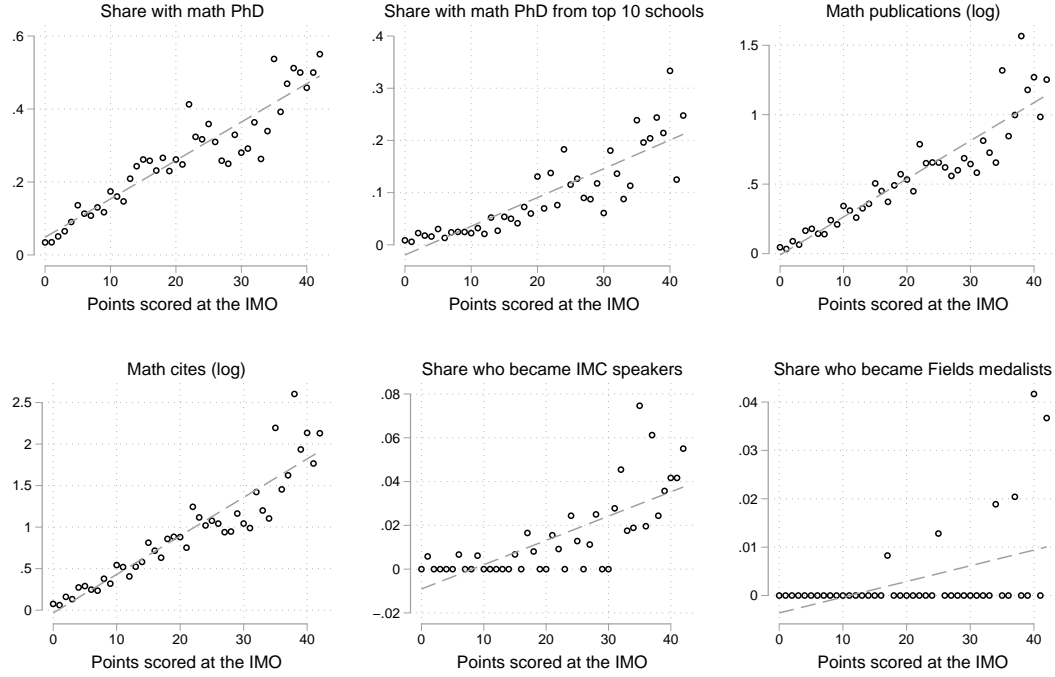 Share with math PhD
.6
.4
.2
0
0 10 20 30 40
Points scored at the IMO
Share with math PhD from top 10 schools
.4
.3
.2
.1
0
0 10 20 30 40
Points scored at the IMO
Math publications (log)
1.5
1
.5
0
0 10 20 30 40
Points scored at the IMO
Math cites (log)
2.5
2
1.5
1
.5
0
0 10 20 30 40
Points scored at the IMO
Share who became IMC speakers
.08
.06
.04
.02
0
−.02
0 10 20 30 40
Points scored at the IMO
Share who became Fields medalists
.04
.03
.02
.01
0
0 10 20 30 40
Points scored at the IMO